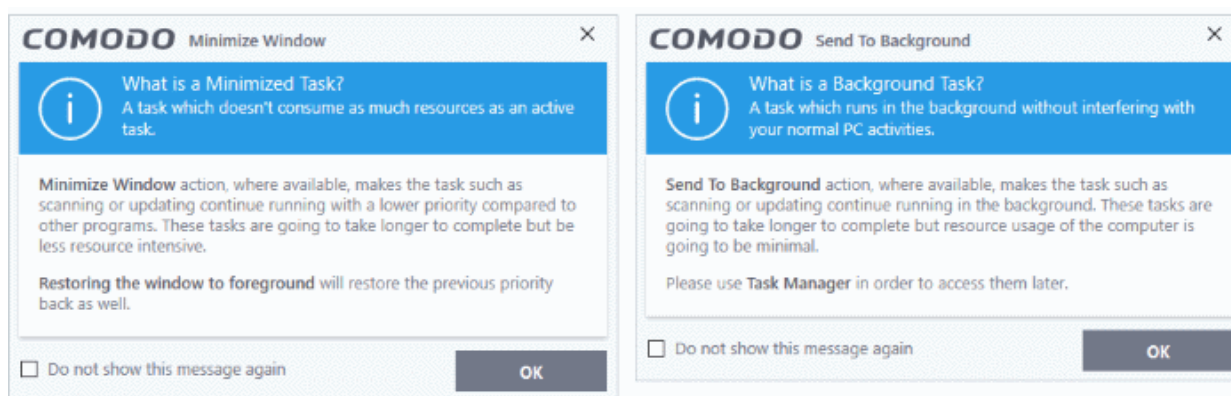 COMODO Minimize Window
What is a Minimized Task?
A task which doesn't consume as much resources as an active
task.
Minimize Window action, where available, makes the task such as
scanning or updating continue running with a lower priority compared to
other programs. These tasks are going to take longer to complete but be
less resource intensive.
Restoring the window to foreground will restore the previous priority
back as well.
Do not show this message again
OK
COMODO Send To Background
What is a Background Task?
A task which runs in the background without interfering with
your normal PC activities.
Send To Background action, where available, makes the task such as
scanning or updating continue running in the background. These tasks are
going to take longer to complete but resource usage of the computer is
going to be minimal.
Please use Task Manager in order to access them later.
Do not show this message again
OK